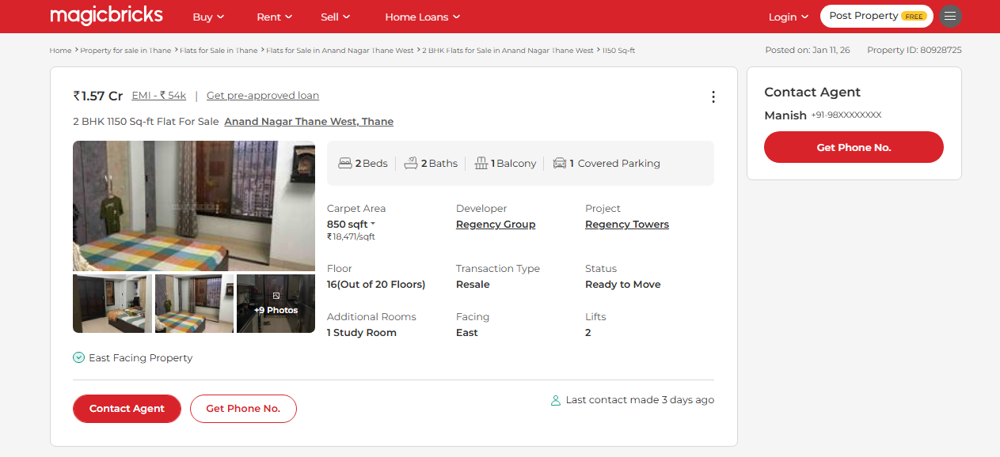 magicbricks Buy Rent Sell Home Loans Login Post Property FREE
Home > Property for sale in Thane > Flats for Sale in Thane > Flats for Sale in Anand Nagar Thane West > 2 BHK Flats for Sale in Anand Nagar Thane West > 1150 Sq-ft Posted on: Jan 11, 26 Property ID: 80928725
₹1.57 Cr EMI - ₹ 54k | Get pre-approved loan
2 BHK 1150 Sq-ft Flat For Sale Anand Nagar Thane West, Thane
2 Beds 2 Baths 1 Balcony 1 Covered Parking
Carpet Area Developer Project
850 sqft Regency Group Regency Towers
₹18,471/sqft
Floor Transaction Type Status
16(Out of 20 Floors) Resale Ready to Move
Additional Rooms Facing Lifts
1 Study Room East 2
+9 Photos
East Facing Property
Contact Agent Get Phone No. Last contact made 3 days ago
Contact Agent
Manish +91-98XXXXXXXX
Get Phone No.